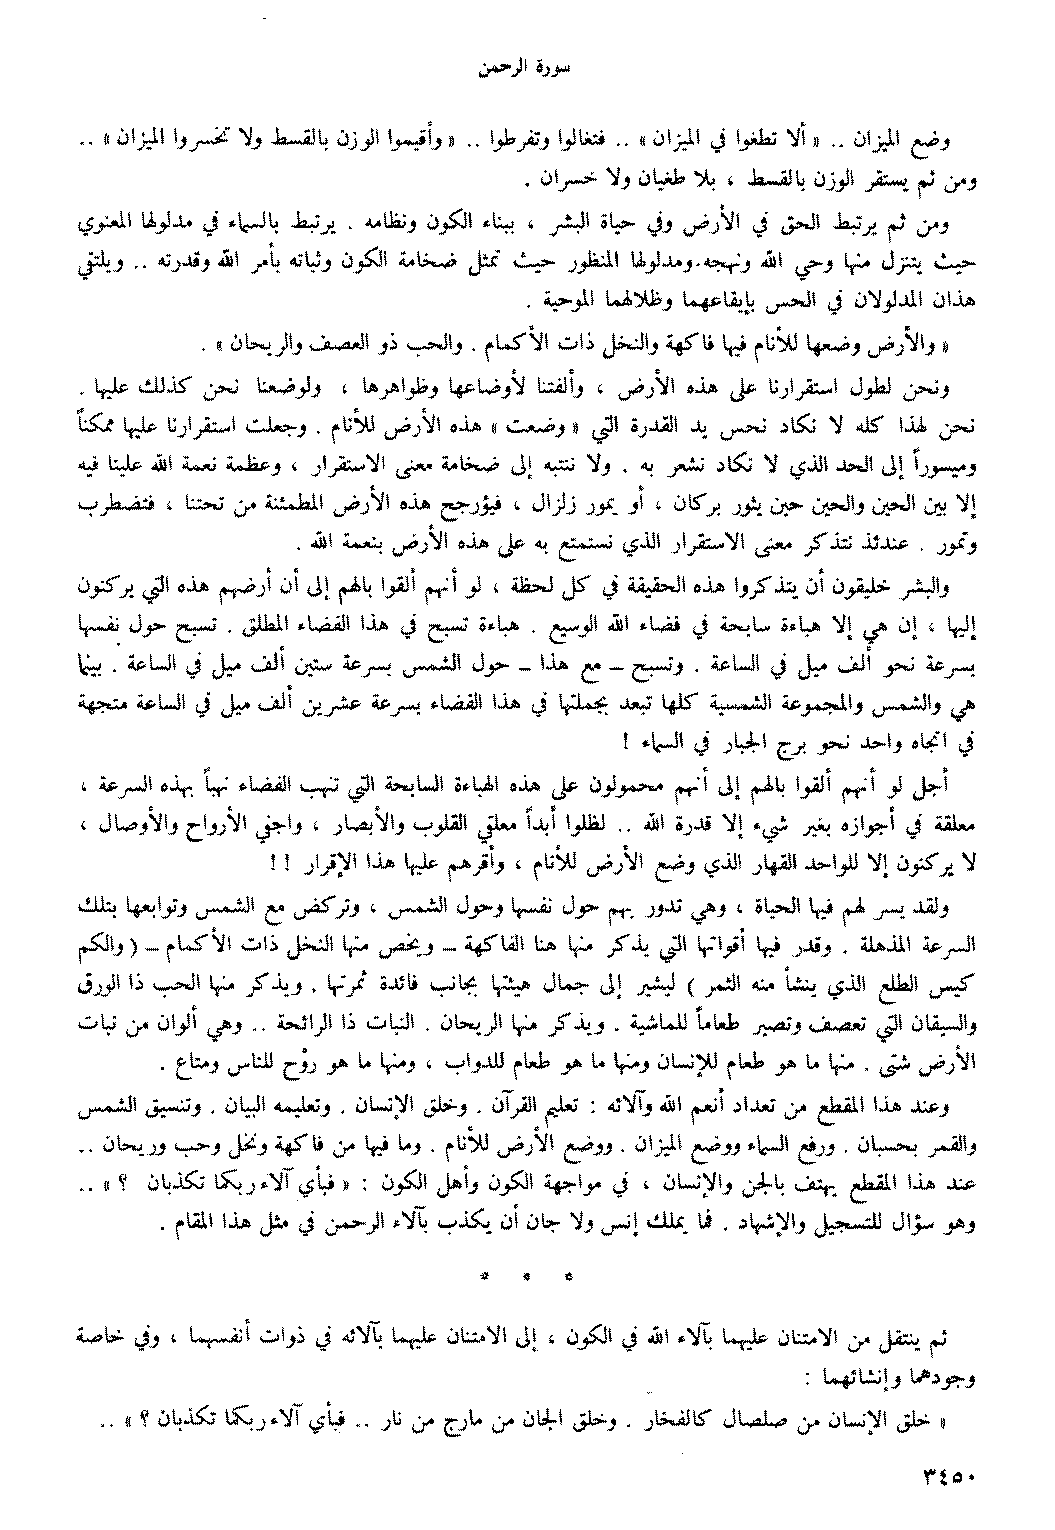 سورة الرحمن
وضع الميزان .. « ألا تطغوا في الميزان » .. فتغالوا وتفرطوا .. « وأقيموا الوزن بالقسط ولا تخسروا الميزان » ..
ومن ثم يستقر الوزن بالقسط ، بلا طغيان ولا خسران .
ومن ثم يرتبط الحق في الأرض وفي حياة البشر ، ببناء الكون ونظامه . يرتبط بالسماء في مدلولها المعنوي
حيث يتنزل منها وحي الله ونهجه.ومدلولها المنظور حيث تمثل ضخامة الكون وثباته بأمر الله وقدرته .. ويلتقي
هذان المدلولان في الحس بإيقاعهما وظلالهما الموحية .
« والأرض وضعها للأنام فيها فاكهة والنخل ذات الأكمام . والحب ذو العصف والريحان » .
ونحن لطول استقرارنا على هذه الأرض ، وألفتنا لأوضاعها وظواهرها ، ولوضعنا نحن كذلك عليها .
نحن لهذا كله لا نكاد نحس يد القدرة التي « وضعت » هذه الأرض للأنام . وجعلت استقرارنا عليها ممكناً
وميسوراً إلى الحد الذي لا نكاد نشعر به . ولا ننتبه إلى ضخامة معنى الاستقرار ، وعظمة نعمة الله علينا فيه
إلا بين الحين والحين حين يثور بركان ، أو يمور زلزال ، فيؤرجح هذه الأرض المطمئنة من تحتنا ، فتضطرب
وتمور . عندئذ نتذكر معنى الاستقرار الذي نستمتع به على هذه الأرض بنعمة الله .
والبشر خليقون أن يتذكروا هذه الحقيقة في كل لحظة ، لو أنهم ألقوا بالهم إلى أن أرضهم هذه التي يركنون
إليها ، إن هي إلا هباءة سابحة في فضاء الله الوسيع . هباءة تسبح في هذا الفضاء المطلق . تسبح حول نفسها
بسرعة نحو ألف ميل في الساعة . وتسبح – مع هذا – حول الشمس بسرعة ستين ألف ميل في الساعة . بينما
هي والشمس والمجموعة الشمسية كلها تبعد بجملتها في هذا الفضاء بسرعة عشرين ألف ميل في الساعة متجهة
في اتجاه واحد نحو برج الجبار في السماء !
أجل لو أنهم ألقوا بالهم إلى أنهم محمولون على هذه الهباءة السابحة التي تنهب الفضاء نهباً بهذه السرعة ،
معلقة في أجوازه بغير شيء إلا قدرة الله .. لظلوا أبداً معلقي القلوب والأبصار ، واجفي الأرواح والأوصال ،
لا يركنون إلا للواحد القهار الذي وضع الأرض للأنام ، وأقرهم عليها هذا الإقرار !!
ولقد يسر لهم فيها الحياة ، وهي تدور بهم حول نفسها وحول الشمس ، وتركض مع الشمس وتوابعها بتلك
السرعة المذهلة . وقدر فيها أقواتها التي يذكر منها هنا الفاكهة – ويخص منها النخل ذات الأكمام – ( والكم
كيس الطلع الذي ينشأ منه الثمر ) ليشير إلى جمال هيئتها بجانب فائدة ثمرتها . ويذكر منها الحب ذا الورق
والسيقان التي تعصف وتصير طعاماً للماشية . ويذكر منها الريحان . النبات ذا الرائحة .. وهي ألوان من نبات
الأرض شتى . منها ما هو طعام للإنسان ومنها ما هو طعام للدواب ، ومنها ما هو روْح للناس ومتاع .
وعند هذا المقطع من تعداد أنعم الله وآلائه : تعليم القرآن . وخلق الإنسان . وتعليمه البيان . وتنسيق الشمس
والقمر بحسبان . ورفع السماء ووضع الميزان . ووضع الأرض للأنام . وما فيها من فاكهة ونخل وحب وريحان ..
عند هذا المقطع يهتف بالجن والإنسان ، في مواجهة الكون وأهل الكون : « فبأي آلاء ربكما تكذبان ؟ » ..
وهو سؤال للتسجيل والإشهاد . فما يملك إنس ولا جان أن يكذب بآلاء الرحمن في مثل هذا المقام .
* * *
ثم ينتقل من الامتنان عليهما بآلاء الله في الكون ، إلى الامتنان عليهما بآلائه في ذوات أنفسهما ، وفي خاصة
وجودهما وإنشائهما :
« خلق الإنسان من صلصال كالفخار . وخلق الجان من مارج من نار .. فبأي آلاء ربكما تكذبان ؟ » ..
٣٤٥٠